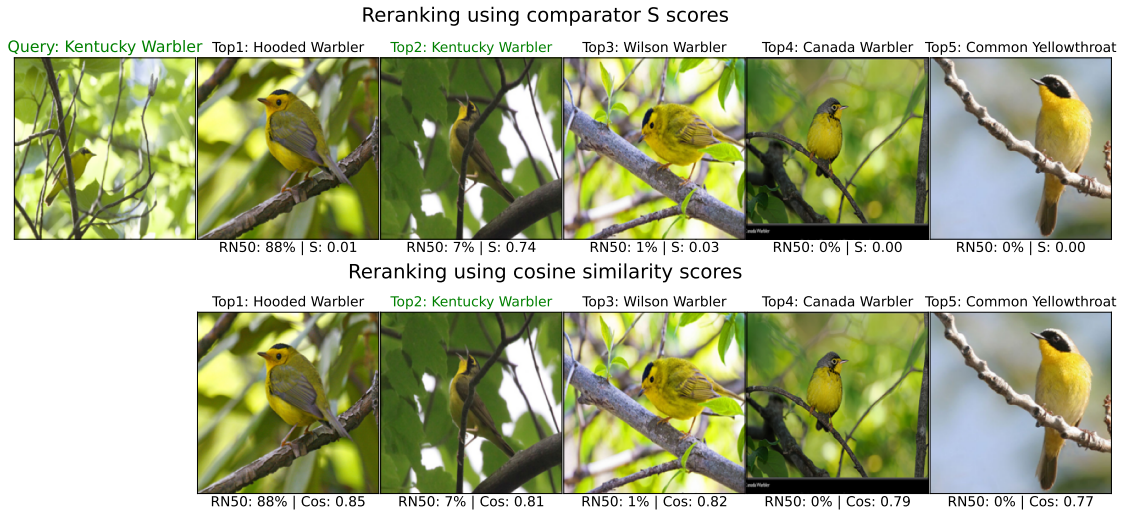 Reranking using comparator S scores
Query: Kentucky Warbler Top1: Hooded Warbler Top2: Kentucky Warbler Top3: Wilson Warbler Top4: Canada Warbler Top5: Common Yellowthroat
RN50: 88% | S: 0.01 RN50: 7% | S: 0.74 RN50: 1% | S: 0.03 RN50: 0% | S: 0.00 RN50: 0% | S: 0.00
Reranking using cosine similarity scores
Top1: Hooded Warbler Top2: Kentucky Warbler Top3: Wilson Warbler Top4: Canada Warbler Top5: Common Yellowthroat
RN50: 88% | Cos: 0.85 RN50: 7% | Cos: 0.81 RN50: 1% | Cos: 0.82 RN50: 0% | Cos: 0.79 RN50: 0% | Cos: 0.77